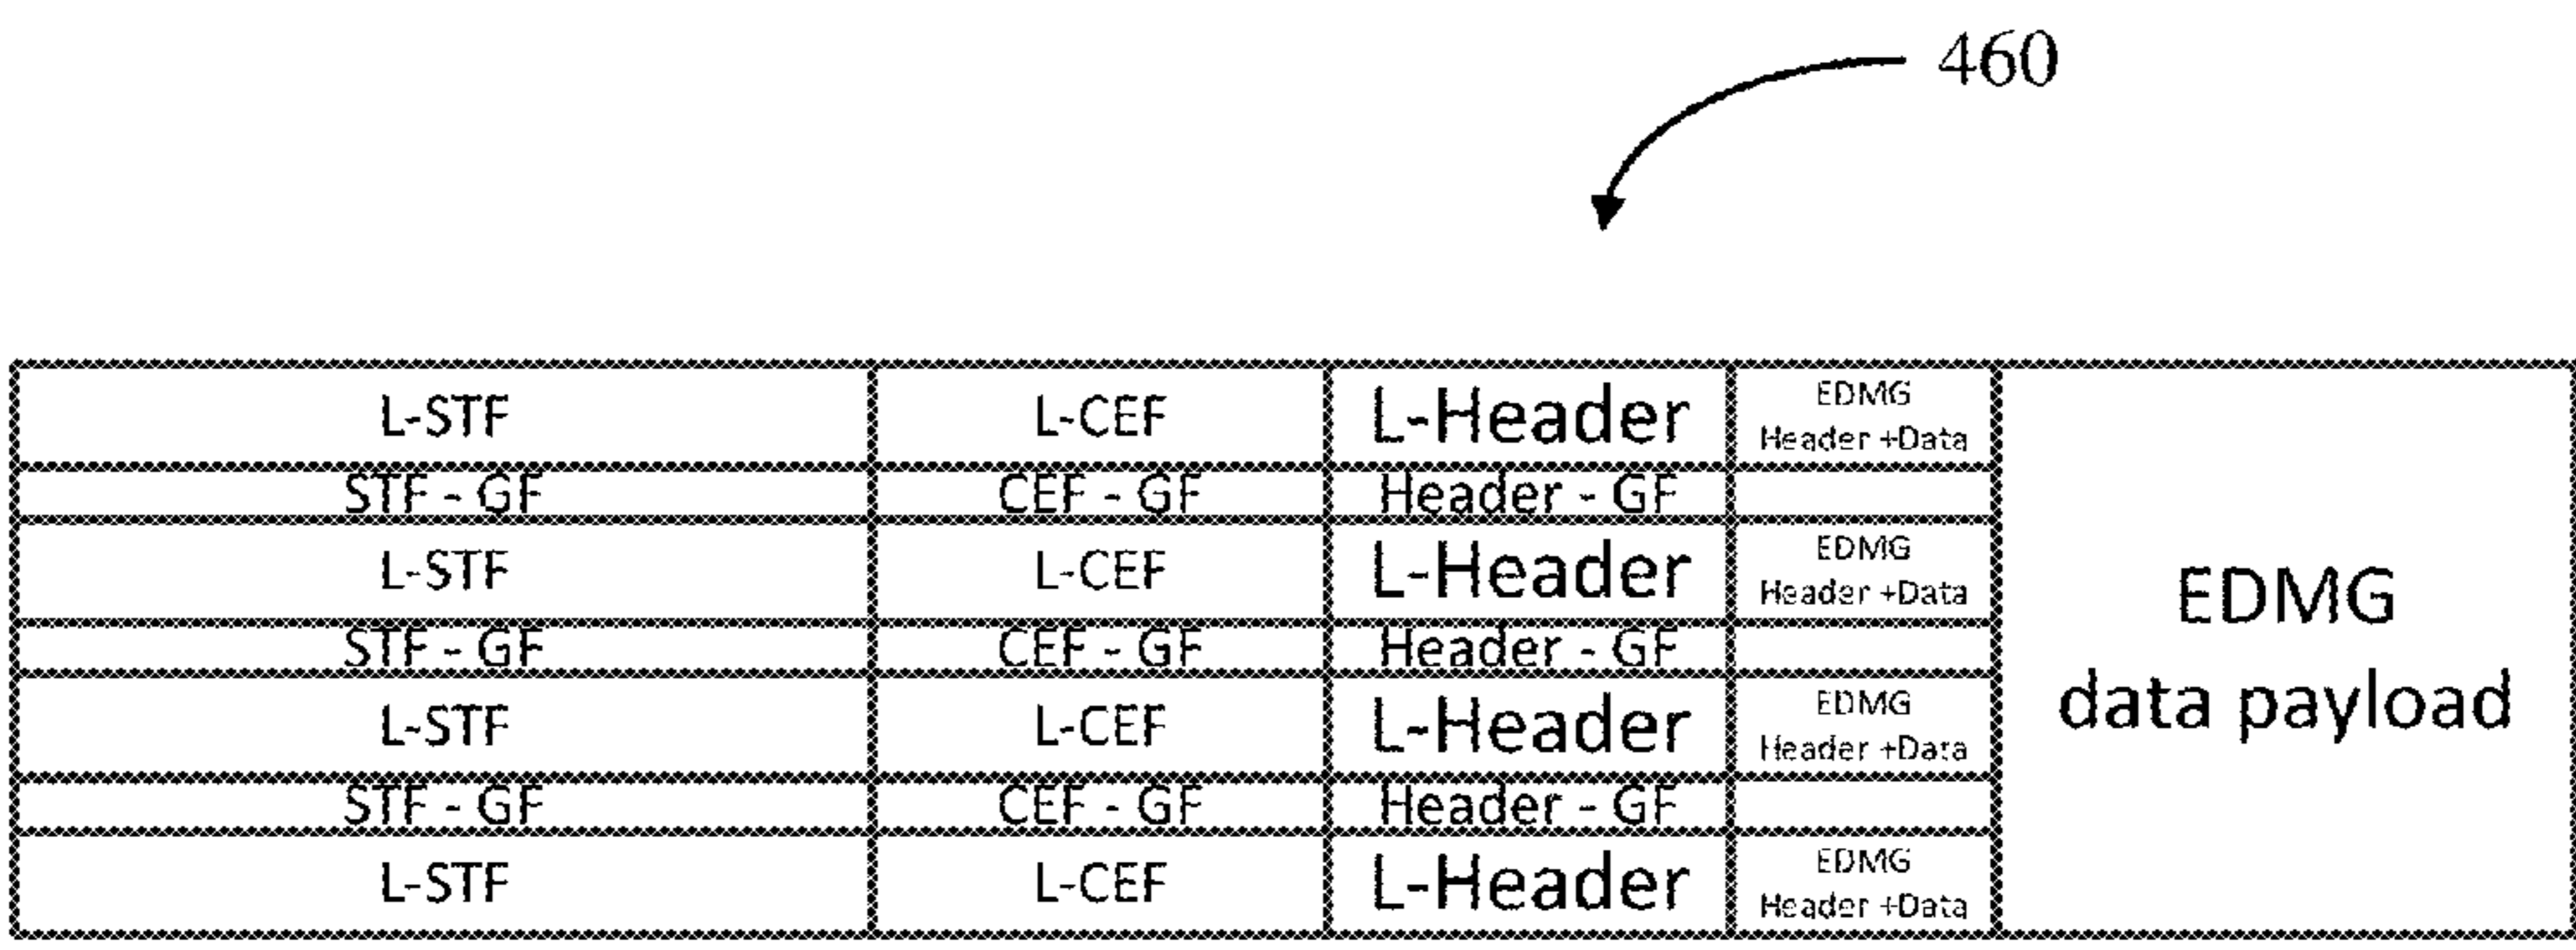 460
L-STF L-CEF L-Header EDMG
Header +Data
STF - GF CEF - GF Header - GF
L-STF L-CEF L-Header EDMG
Header +Data
STF - GF CEF - GF Header - GF
L-STF L-CEF L-Header EDMG
Header +Data
STF - GF CEF - GF Header - GF
L-STF L-CEF L-Header EDMG
Header +Data
EDMG
data payload